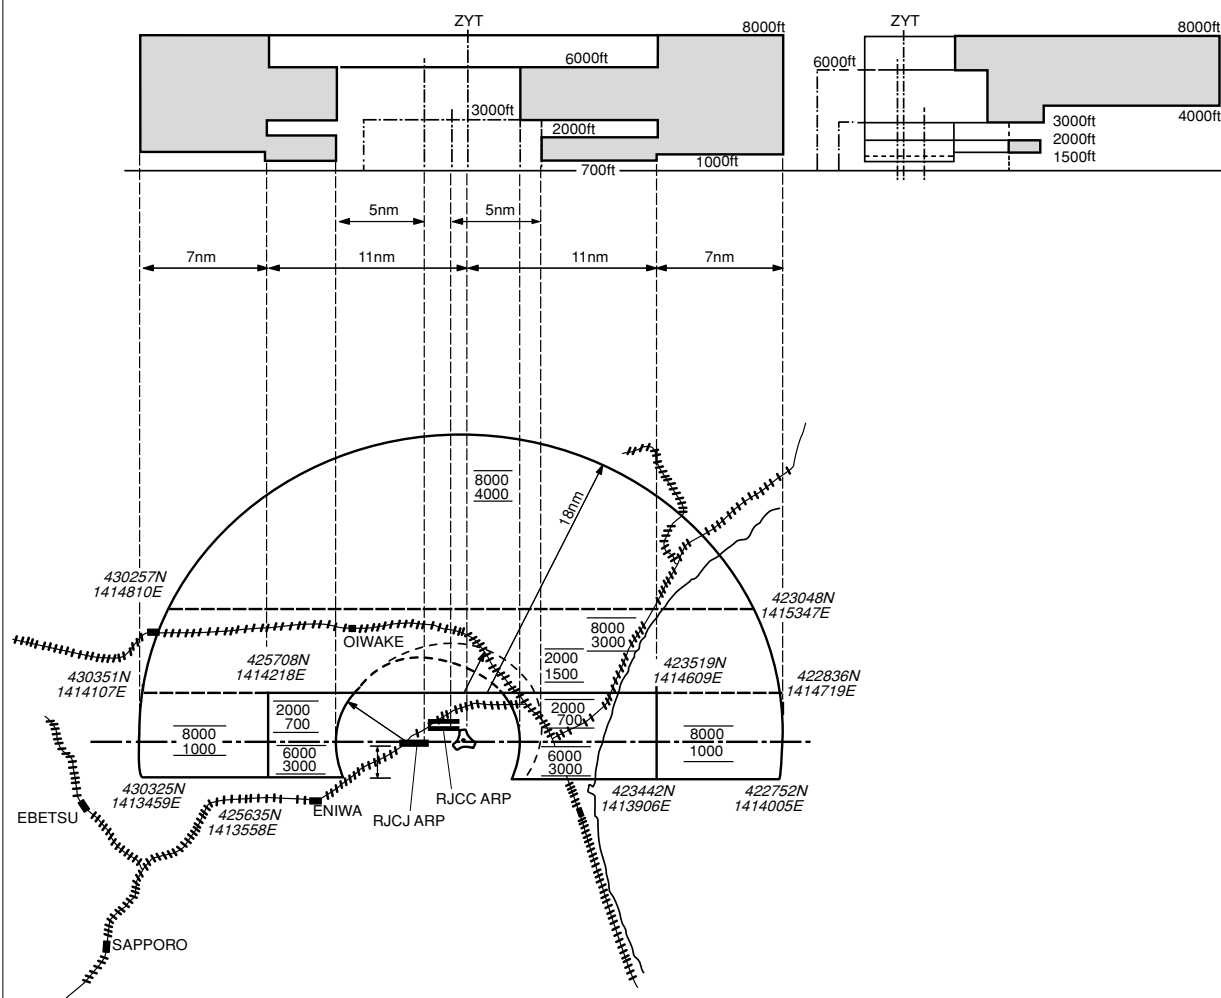 ZYT
8000ft
6000ft
3000ft
2000ft
1000ft
700ft
ZYT
8000ft
6000ft
4000ft
3000ft
2000ft
1500ft
5nm
5nm
7nm
11nm
11nm
7nm
8000
4000
18nm
430257N
1414810E
423048N
1415347E
OIWAKE
8000
3000
2000
1500
430351N
1414107E
425708N
1414218E
423519N
1414609E
422836N
1414719E
2000
700
2000
700
8000
1000
8000
1000
6000
3000
6000
3000
430325N
1413459E
425635N
1413558E
423442N
1413906E
422752N
1414005E
EBETSU
ENIWA
RJCJ ARP
RJCC ARP
SAPPORO